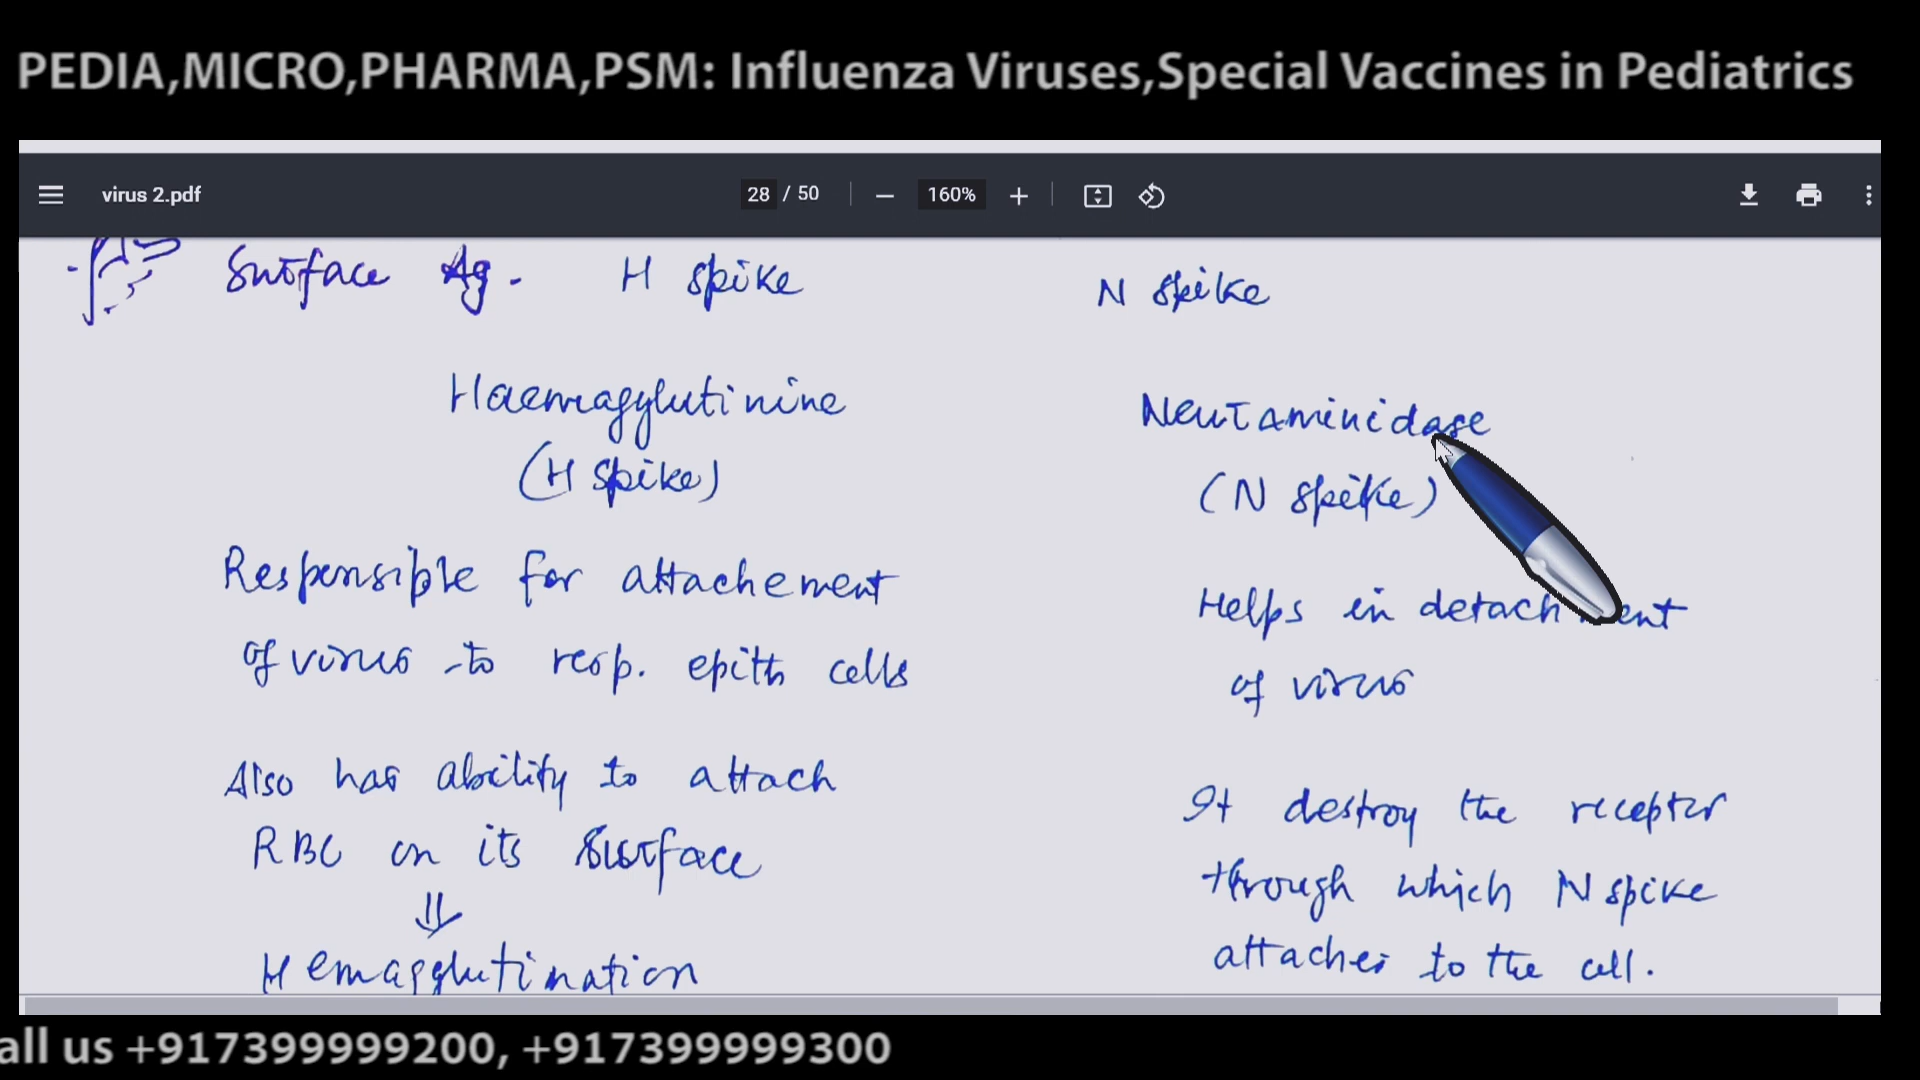 PEDIA,MICRO,PHARMA,PSM: Influenza Viruses,Special Vaccines in Pediatrics
virus 2.pdf
28 / 50
160%
Surface Ag. H spike
N spike
Haemagglutinine
(H spike)
Responsible for attachement
of virus to resp. epith cells
Also has ability to attach
RBC on its surface
Hemagglutination
Neuraminidase
(N spike)
Helps in detachment
of virus
It destroy the receptor
through which N spike
attaches to the cell.
all us +917399999200, +917399999300